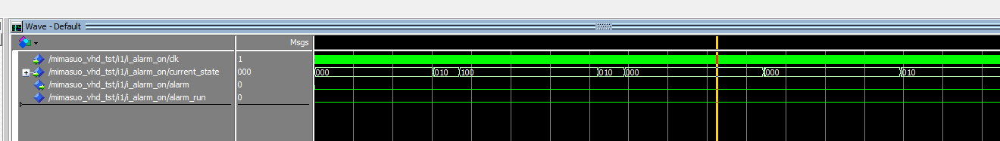 Wave - Default
Msgs
/mimasuo_vhd_tst/i1/i_alarm_on/clk 1
/mimasuo_vhd_tst/i1/i_alarm_on/current_state 000 000 010 100 010 000 000 010
/mimasuo_vhd_tst/i1/i_alarm_on/alarm 0
/mimasuo_vhd_tst/i1/i_alarm_on/alarm_run 0